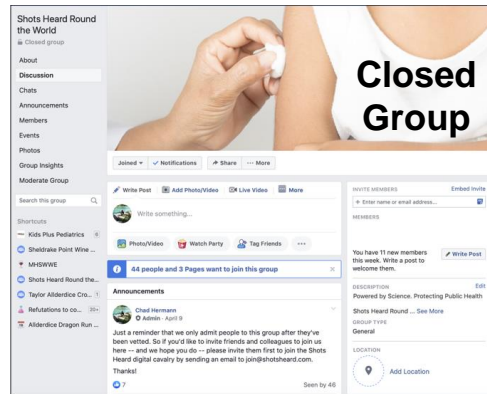 Shots Heard Round
the World
Closed group
About
Discussion
Chats
Announcements
Members
Events
Photos
Group Insights
Moderate Group
Search this group
Shortcuts
Kids Plus Pediatrics 6
Sheldrake Point Wine ...
MHSWWE
Shots Heard Round the...
Taylor Allderdice Cro... 1
Refutations to co... 20+
Allderdice Dragon Run ...
Closed
Group
Joined Notifications Share More
Write Post Add Photo/Video Live Video More
Write something...
Photo/Video Watch Party Tag Friends
44 people and 3 Pages want to join this group
Announcements
Chad Hermann
Admin · April 9
Just a reminder that we only admit people to this group after they've
been vetted. So if you'd like to invite friends and colleagues to join us
here -- and we hope you do -- please invite them first to join the Shots
Heard digital cavalry by sending an email to join@shotsheard.com.
Thanks!
7 Seen by 46
INVITE MEMBERS Embed Invite
+ Enter name or email address...
MEMBERS
You have 11 new members
this week. Write a post to
welcome them.
Write Post
DESCRIPTION Edit
Powered by Science. Protecting Public Health
Shots Heard Round ... See More
GROUP TYPE
General
LOCATION
Add Location